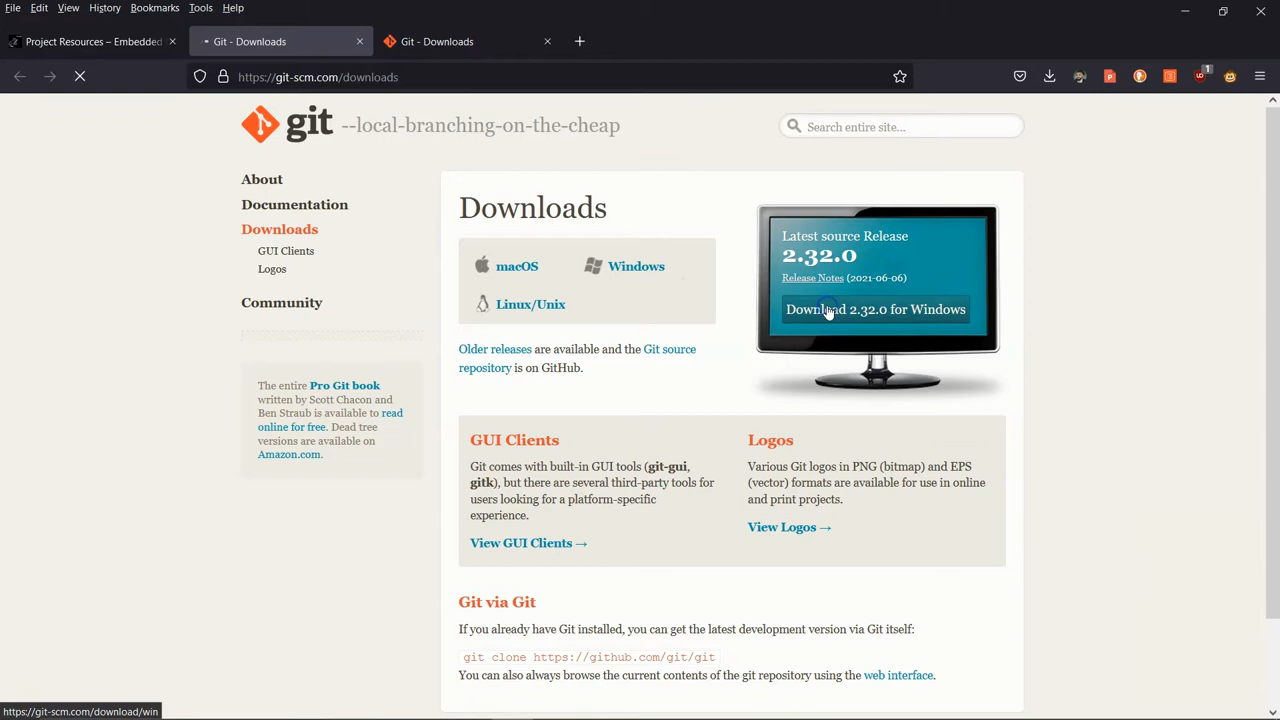 File Edit View History Bookmarks Tools Help
Project Resources – Embedded
Git - Downloads
Git - Downloads
https://git-scm.com/downloads
1
git --local-branching-on-the-cheap
Search entire site...
About
Documentation
Downloads
GUI Clients
Logos
Community
The entire Pro Git book
written by Scott Chacon and
Ben Straub is available to read
online for free. Dead tree
versions are available on
Amazon.com.
Downloads
macOS
Windows
Linux/Unix
Older releases are available and the Git source
repository is on GitHub.
Latest source Release
2.32.0
Release Notes (2021-06-06)
Download 2.32.0 for Windows
GUI Clients
Git comes with built-in GUI tools (git-gui,
gitk), but there are several third-party tools for
users looking for a platform-specific
experience.
View GUI Clients →
Logos
Various Git logos in PNG (bitmap) and EPS
(vector) formats are available for use in online
and print projects.
View Logos →
Git via Git
If you already have Git installed, you can get the latest development version via Git itself:
git clone https://github.com/git/git
You can also always browse the current contents of the git repository using the web interface.
https://git-scm.com/download/win